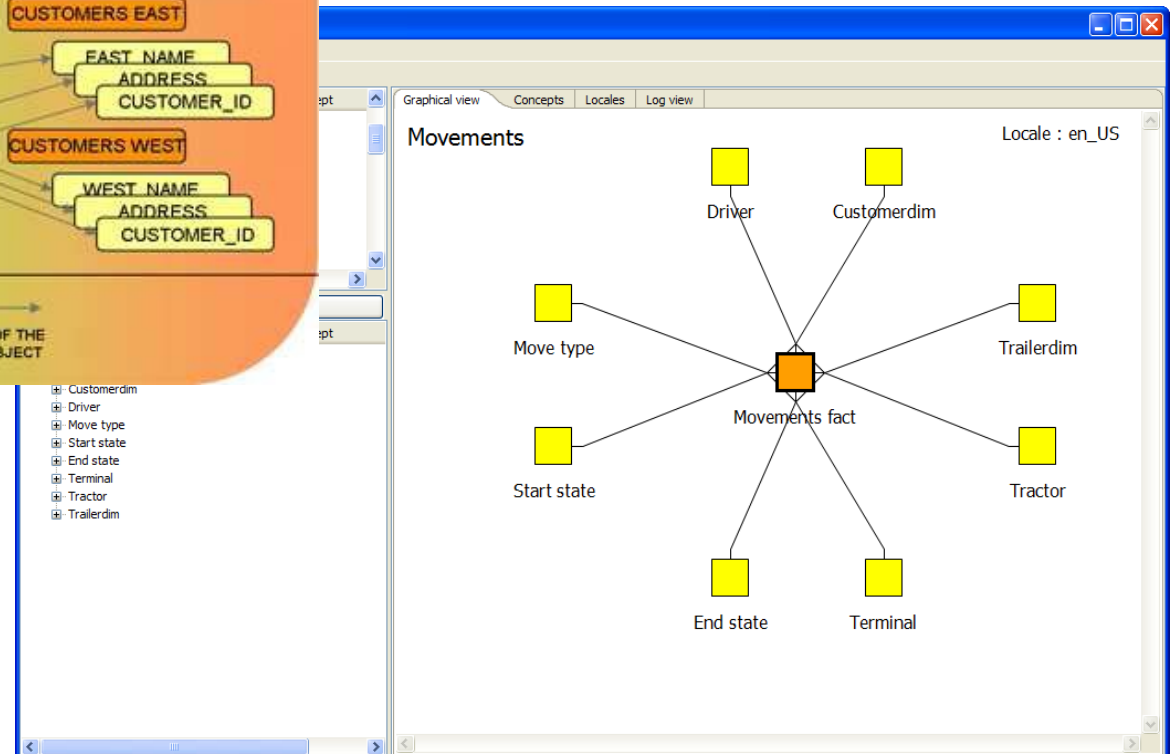 CUSTOMERS EAST
EAST_NAME
ADDRESS
CUSTOMER_ID
CUSTOMERS WEST
WEST_NAME
ADDRESS
CUSTOMER_ID
OF THE
ept
ept
Customerdim
Driver
Move type
Start state
End state
Terminal
Tractor
Trailerdim
Graphical view Concepts Locales Log view
Movements
Locale : en_US
Driver Customerdim
Move type Trailerdim
Movements fact
Start state Tractor
End state Terminal